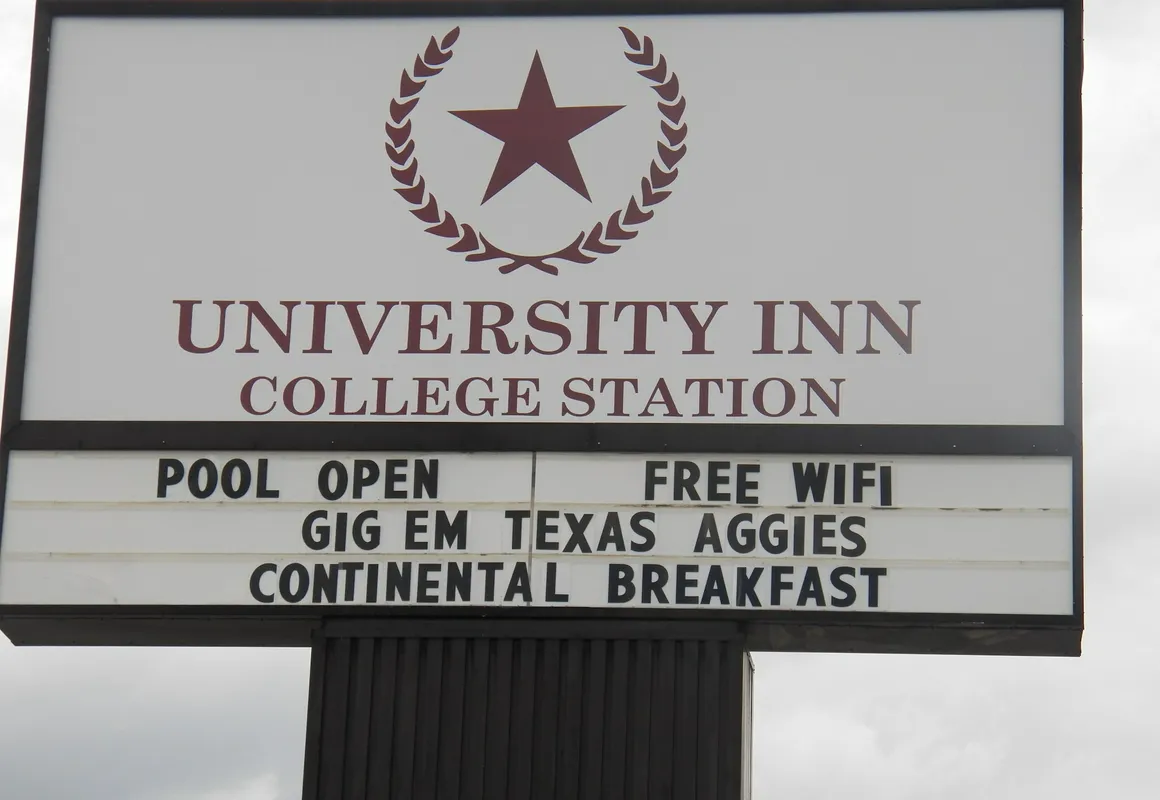 UNIVERSITY INN
COLLEGE STATION
POOL OPEN FREE WIFI
GIG EM TEXAS AGGIES
CONTINENTAL BREAKFAST